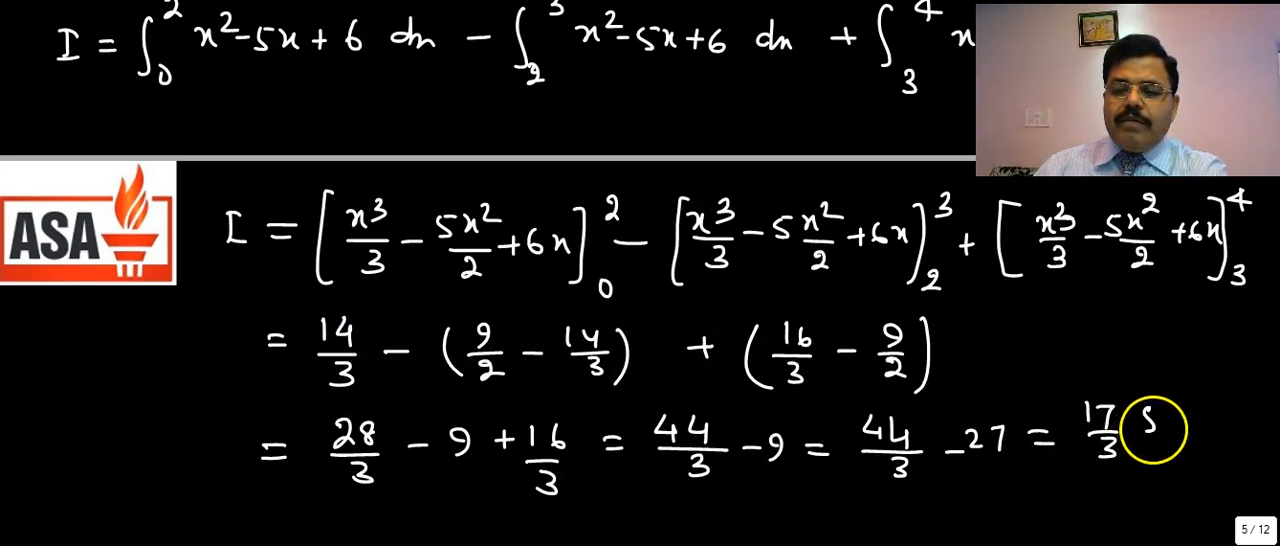 I = ∫₀² x²-5x+6 dx - ∫₂³ x²-5x+6 dx + ∫₃⁴ x
ASA
I = [x³/3 - 5x²/2 + 6x]₀² - [x³/3 - 5x²/2 + 6x]₂³ + [x³/3 - 5x²/2 + 6x]₃⁴
= 14/3 - (9/2 - 14/3) + (16/3 - 9/2)
= 28/3 - 9 + 16/3 = 44/3 - 9 = 44/3 - 27 = 17/3 S
5 / 12